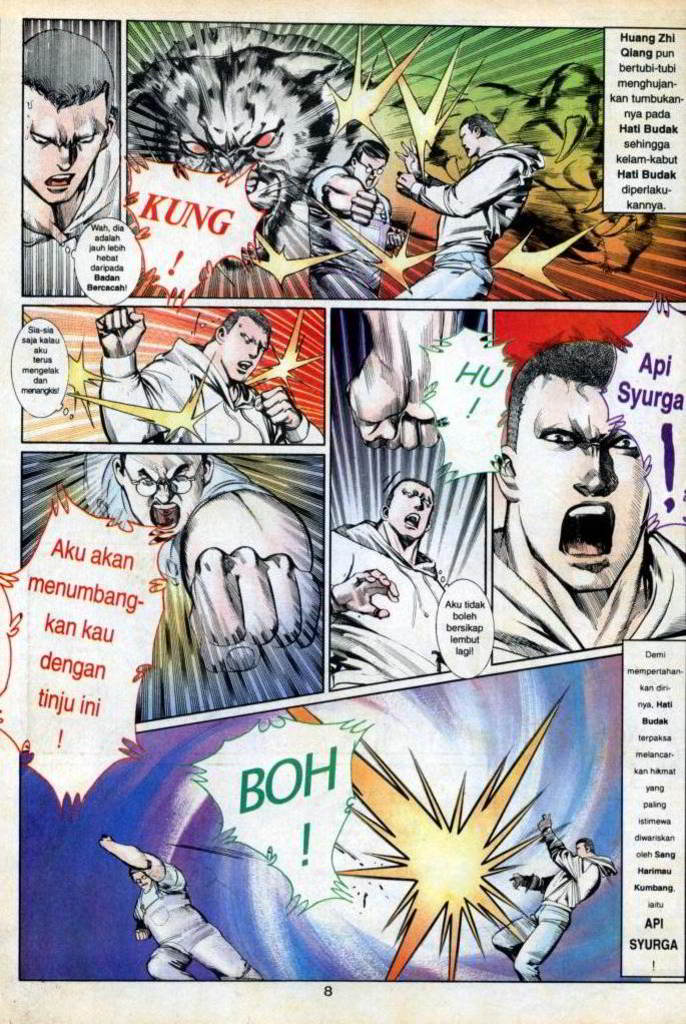 Huang Zhi
Qiang pun
bertubi-tubi
menghujan-
kan tumbukan-
nya pada
Hati Budak
sehingga
kelam-kabut
Hati Budak
diperlaku-
kannya.
Wah, dia
adalah
jauh lebih
hebat
daripada
Badan
Bercacah!
KUNG
!
Sia-sia
saja kalau
aku
terus
mengelak
dan
menangkis!
HU
!
Api
Syurga
!
Aku akan
menumbang-
kan kau
dengan
tinju ini
!
Aku tidak
boleh
bersikap
lembut
lagi!
Demi
mempertahan-
kan diri-
nya, Hati
Budak
terpaksa
melancar-
kan hikmat
yang
paling
istimewa
diwariskan
oleh Sang
Harimau
Kumbang,
iaitu
API
SYURGA
!
BOH
!
8